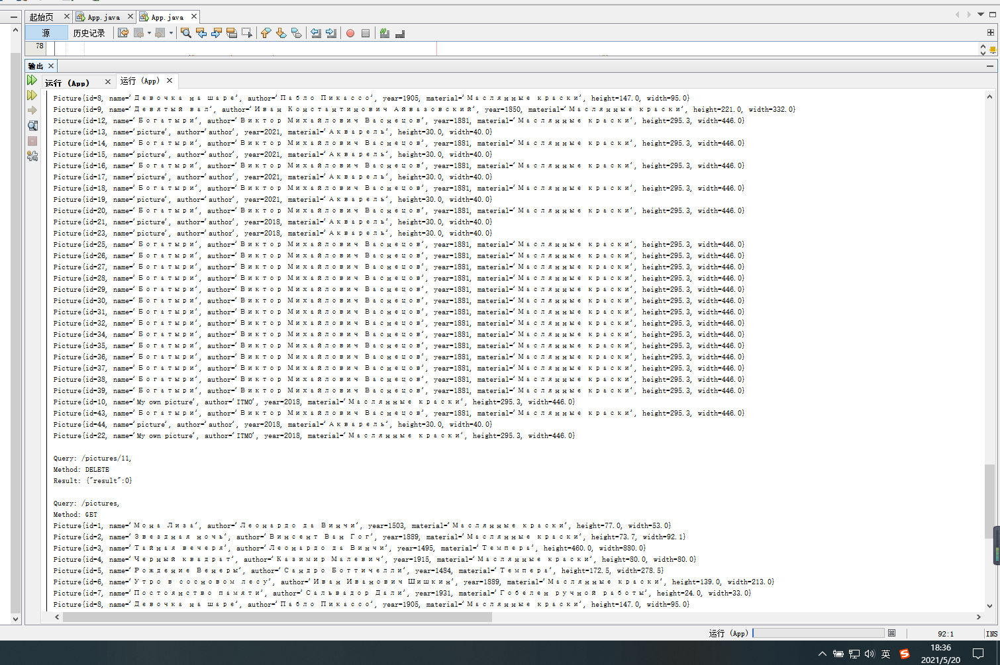 起始页 App.java App.java
源 历史记录
78
输出
运行 (App) 运行 (App)
Picture{id=8, name='Девочка на шаре', author='Пабло Пикассо', year=1905, material='Маслянные краски', height=147.0, width=95.0}
Picture{id=9, name='Девятый вал', author='Иван Константинович Айвазовский', year=1850, material='Маслянные краски', height=221.0, width=332.0}
Picture{id=12, name='Богатыри', author='Виктор Михайлович Васнецов', year=1881, material='Маслянные краски', height=295.3, width=446.0}
Picture{id=13, name='picture', author='author', year=2021, material='Акварель', height=30.0, width=40.0}
Picture{id=14, name='Богатыри', author='Виктор Михайлович Васнецов', year=1881, material='Маслянные краски', height=295.3, width=446.0}
Picture{id=15, name='picture', author='author', year=2021, material='Акварель', height=30.0, width=40.0}
Picture{id=16, name='Богатыри', author='Виктор Михайлович Васнецов', year=1881, material='Маслянные краски', height=295.3, width=446.0}
Picture{id=17, name='picture', author='author', year=2021, material='Акварель', height=30.0, width=40.0}
Picture{id=18, name='Богатыри', author='Виктор Михайлович Васнецов', year=1881, material='Маслянные краски', height=295.3, width=446.0}
Picture{id=19, name='picture', author='author', year=2021, material='Акварель', height=30.0, width=40.0}
Picture{id=20, name='Богатыри', author='Виктор Михайлович Васнецов', year=1881, material='Маслянные краски', height=295.3, width=446.0}
Picture{id=21, name='picture', author='author', year=2018, material='Акварель', height=30.0, width=40.0}
Picture{id=23, name='picture', author='author', year=2018, material='Акварель', height=30.0, width=40.0}
Picture{id=25, name='Богатыри', author='Виктор Михайлович Васнецов', year=1881, material='Маслянные краски', height=295.3, width=446.0}
Picture{id=26, name='Богатыри', author='Виктор Михайлович Васнецов', year=1881, material='Маслянные краски', height=295.3, width=446.0}
Picture{id=27, name='Богатыри', author='Виктор Михайлович Васнецов', year=1881, material='Маслянные краски', height=295.3, width=446.0}
Picture{id=28, name='Богатыри', author='Виктор Михайлович Васнецов', year=1881, material='Маслянные краски', height=295.3, width=446.0}
Picture{id=29, name='Богатыри', author='Виктор Михайлович Васнецов', year=1881, material='Маслянные краски', height=295.3, width=446.0}
Picture{id=30, name='Богатыри', author='Виктор Михайлович Васнецов', year=1881, material='Маслянные краски', height=295.3, width=446.0}
Picture{id=31, name='Богатыри', author='Виктор Михайлович Васнецов', year=1881, material='Маслянные краски', height=295.3, width=446.0}
Picture{id=32, name='Богатыри', author='Виктор Михайлович Васнецов', year=1881, material='Маслянные краски', height=295.3, width=446.0}
Picture{id=34, name='Богатыри', author='Виктор Михайлович Васнецов', year=1881, material='Маслянные краски', height=295.3, width=446.0}
Picture{id=35, name='Богатыри', author='Виктор Михайлович Васнецов', year=1881, material='Маслянные краски', height=295.3, width=446.0}
Picture{id=36, name='Богатыри', author='Виктор Михайлович Васнецов', year=1881, material='Маслянные краски', height=295.3, width=446.0}
Picture{id=37, name='Богатыри', author='Виктор Михайлович Васнецов', year=1881, material='Маслянные краски', height=295.3, width=446.0}
Picture{id=38, name='Богатыри', author='Виктор Михайлович Васнецов', year=1881, material='Маслянные краски', height=295.3, width=446.0}
Picture{id=39, name='Богатыри', author='Виктор Михайлович Васнецов', year=1881, material='Маслянные краски', height=295.3, width=446.0}
Picture{id=10, name='My own picture', author='ITMO', year=2018, material='Маслянные краски', height=295.3, width=446.0}
Picture{id=43, name='Богатыри', author='Виктор Михайлович Васнецов', year=1881, material='Маслянные краски', height=295.3, width=446.0}
Picture{id=44, name='picture', author='author', year=2018, material='Акварель', height=30.0, width=40.0}
Picture{id=22, name='My own picture', author='ITMO', year=2018, material='Маслянные краски', height=295.3, width=446.0}
Query: /pictures/11,
Method: DELETE
Result: {"result":0}
Query: /pictures,
Method: GET
Picture{id=1, name='Мона Лиза', author='Леонардо да Винчи', year=1503, material='Маслянные краски', height=77.0, width=53.0}
Picture{id=2, name='Звездная ночь', author='Винсент Ван Гог', year=1889, material='Маслянные краски', height=73.7, width=92.1}
Picture{id=3, name='Тайная вечеря', author='Леонардо да Винчи', year=1495, material='Темпера', height=460.0, width=880.0}
Picture{id=4, name='Черный квадрат', author='Казимир Малевич', year=1915, material='Маслянные краски', height=80.0, width=80.0}
Picture{id=5, name='Рождение Венеры', author='Сандро Боттичелли', year=1484, material='Темпера', height=172.5, width=278.5}
Picture{id=6, name='Утро в сосновом лесу', author='Иван Иванович Шишкин', year=1889, material='Маслянные краски', height=139.0, width=213.0}
Picture{id=7, name='Постоянство памяти', author='Сальвадор Дали', year=1931, material='Гобелен ручной работы', height=24.0, width=33.0}
Picture{id=8, name='Девочка на шаре', author='Пабло Пикассо', year=1905, material='Маслянные краски', height=147.0, width=95.0}
运行 (App) 92:1 INS
英 18:36
2021/5/20